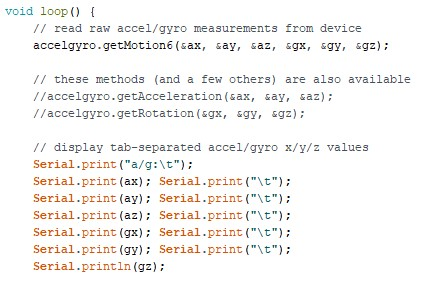 void loop() {
// read raw accel/gyro measurements from device
accelgyro.getMotion6(&ax, &ay, &az, &gx, &gy, &gz);
// these methods (and a few others) are also available
//accelgyro.getAcceleration(&ax, &ay, &az);
//accelgyro.getRotation(&gx, &gy, &gz);
// display tab-separated accel/gyro x/y/z values
Serial.print("a/g:\t");
Serial.print(ax); Serial.print("\t");
Serial.print(ay); Serial.print("\t");
Serial.print(az); Serial.print("\t");
Serial.print(gx); Serial.print("\t");
Serial.print(gy); Serial.print("\t");
Serial.println(gz);